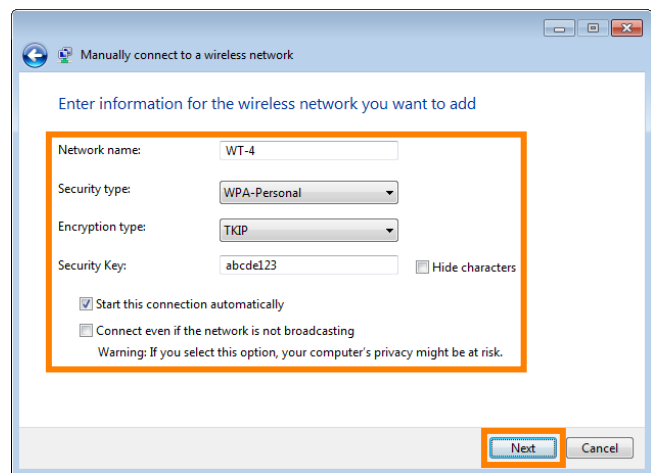 Manually connect to a wireless network
Enter information for the wireless network you want to add
Network name: WT-4
Security type: WPA-Personal
Encryption type: TKIP
Security Key: abcde123 Hide characters
Start this connection automatically
Connect even if the network is not broadcasting
Warning: If you select this option, your computer's privacy might be at risk.
Next Cancel